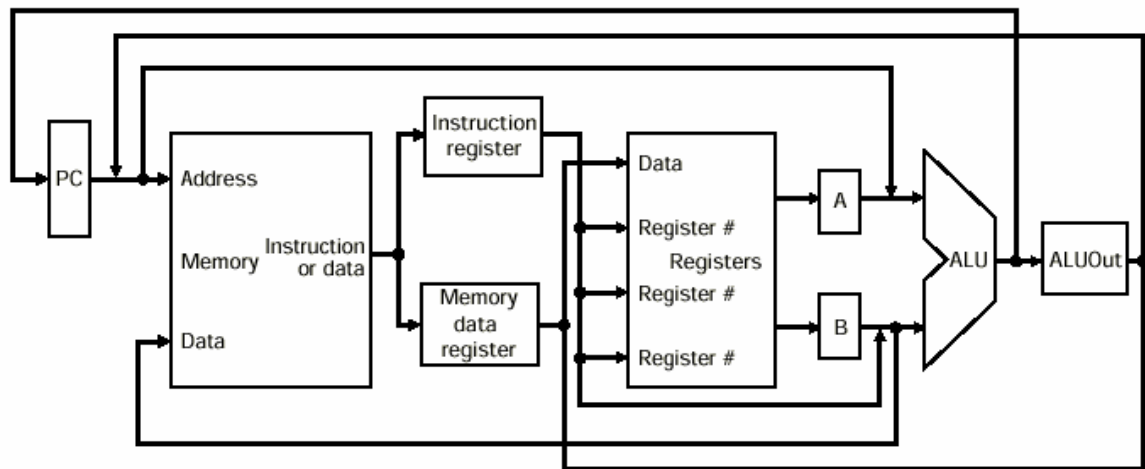 PC
Address
Memory
Instruction
or data
Data
Instruction
register
Memory
data
register
Data
Register #
Registers
Register #
Register #
A
B
ALU
ALUOut